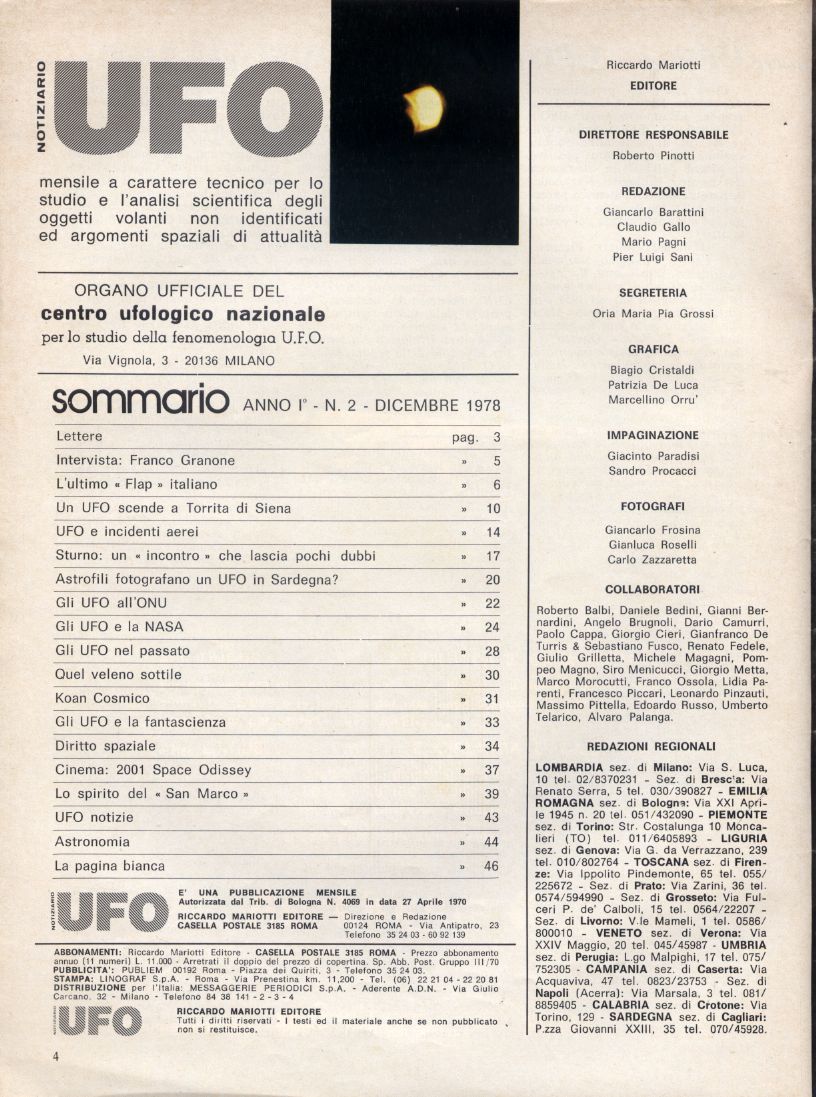 NOTIZIARIO
UFO
mensile a carattere tecnico per lo
studio e l'analisi scientifica degli
oggetti volanti non identificati
ed argomenti spaziali di attualità
ORGANO UFFICIALE DEL
centro ufologico nazionale
per lo studio della fenomenologia U.F.O.
Via Vignola, 3 - 20136 MILANO
sommario ANNO I° - N. 2 - DICEMBRE 1978
Lettere pag. 3
Intervista: Franco Granone » 5
L'ultimo « Flap » italiano » 6
Un UFO scende a Torrita di Siena » 10
UFO e incidenti aerei » 14
Sturno: un « incontro » che lascia pochi dubbi » 17
Astrofili fotografano un UFO in Sardegna? » 20
Gli UFO all'ONU » 22
Gli UFO e la NASA » 24
Gli UFO nel passato » 28
Quel veleno sottile » 30
Koan Cosmico » 31
Gli UFO e la fantascienza » 33
Diritto spaziale » 34
Cinema: 2001 Space Odissey » 37
Lo spirito del « San Marco » » 39
UFO notizie » 43
Astronomia » 44
La pagina bianca » 46
NOTIZIARIO
UFO
E' UNA PUBBLICAZIONE MENSILE
Autorizzata dal Trib. di Bologna N. 4069 in data 27 Aprile 1970
RICCARDO MARIOTTI EDITORE — Direzione e Redazione
CASELLA POSTALE 3185 ROMA 00124 ROMA - Via Antipatro, 23
Telefono 35 24 03 - 60 92 139
ABBONAMENTI: Riccardo Mariotti Editore - CASELLA POSTALE 3185 ROMA - Prezzo abbonamento
annuo (11 numeri) L. 11.000 - Arretrati il doppio del prezzo di copertina. Sp. Abb. Post. Gruppo III/70
PUBBLICITA': PUBLIEM 00192 Roma - Piazza dei Quiriti, 3 - Telefono 35 24 03.
STAMPA: LINOGRAF S.p.A. - Roma - Via Prenestina km. 11,200 - Tel. (06) 22 21 04 - 22 20 81
DISTRIBUZIONE per l'Italia: MESSAGGERIE PERIODICI S.p.A. - Aderente A.D.N. - Via Giulio
Carcano, 32 - Milano - Telefono 84 38 141 - 2 - 3 - 4
NOTIZIARIO
UFO
RICCARDO MARIOTTI EDITORE
Tutti i diritti riservati - I testi ed il materiale anche se non pubblicato
non si restituisce.
4
Riccardo Mariotti
EDITORE
DIRETTORE RESPONSABILE
Roberto Pinotti
REDAZIONE
Giancarlo Barattini
Claudio Gallo
Mario Pagni
Pier Luigi Sani
SEGRETERIA
Oria Maria Pia Grossi
GRAFICA
Biagio Cristaldi
Patrizia De Luca
Marcellino Orru'
IMPAGINAZIONE
Giacinto Paradisi
Sandro Procacci
FOTOGRAFI
Giancarlo Frosina
Gianluca Roselli
Carlo Zazzaretta
COLLABORATORI
Roberto Balbi, Daniele Bedini, Gianni Ber-
nardini, Angelo Brugnoli, Dario Camurri,
Paolo Cappa, Giorgio Cieri, Gianfranco De
Turris & Sebastiano Fusco, Renato Fedele,
Giulio Grilletta, Michele Magagni, Pom-
peo Magno, Siro Menicucci, Giorgio Metta,
Marco Morocutti, Franco Ossola, Lidia Pa-
renti, Francesco Piccari, Leonardo Pinzauti,
Massimo Pittella, Edoardo Russo, Umberto
Telarico, Alvaro Palanga.
REDAZIONI REGIONALI
LOMBARDIA sez. di Milano: Via S. Luca,
10 tel. 02/8370231 - Sez. di Brescia: Via
Renato Serra, 5 tel. 030/390827 - EMILIA
ROMAGNA sez. di Bologna: Via XXI Apri-
le 1945 n. 20 tel. 051/432090 - PIEMONTE
sez. di Torino: Str. Costalunga 10 Monca-
lieri (TO) tel. 011/6405893 - LIGURIA
sez. di Genova: Via G. da Verrazzano, 239
tel. 010/802764 - TOSCANA sez. di Firen-
ze: Via Ippolito Pindemonte, 65 tel. 055/
225672 - Sez. di Prato: Via Zarini, 36 tel.
0574/594990 - Sez. di Grosseto: Via Ful-
ceri P. de' Calboli, 15 tel. 0564/22207 -
Sez. di Livorno: V.le Mameli, 1 tel. 0586/
800010 - VENETO sez. di Verona: Via
XXIV Maggio, 20 tel. 045/45987 - UMBRIA
sez. di Perugia: L.go Malpighi, 17 tel. 075/
752305 - CAMPANIA sez. di Caserta: Via
Acquaviva, 47 tel. 0823/23753 - Sez. di
Napoli (Acerra): Via Marsala, 3 tel. 081/
8859405 - CALABRIA sez. di Crotone: Via
Torino, 129 - SARDEGNA sez. di Cagliari:
P.zza Giovanni XXIII, 35 tel. 070/45928.